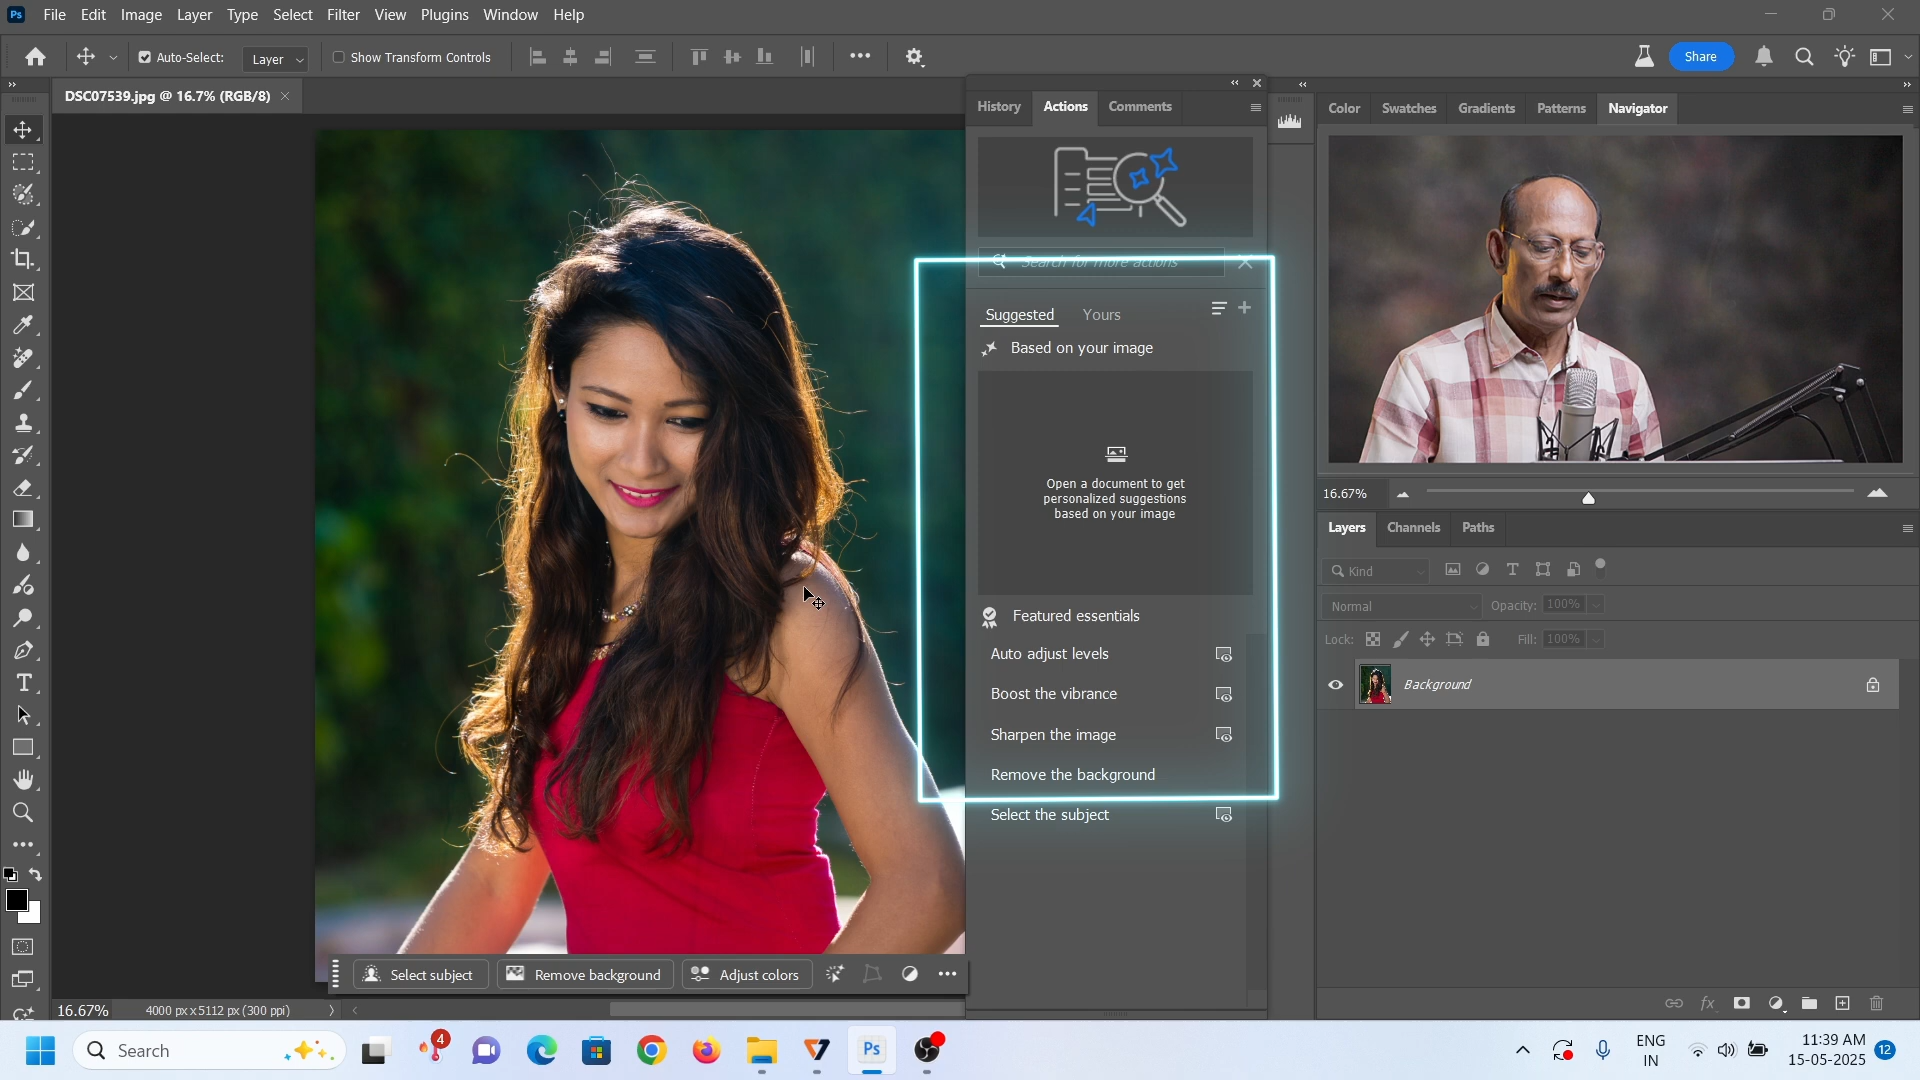 Ps File Edit Image Layer Type Select Filter View Plugins Window Help
Auto-Select: Layer Show Transform Controls Share
DSC07539.jpg @ 16.7% (RGB/8)
History Actions Comments
Search for more actions
Suggested Yours
Based on your image
Open a document to get
personalized suggestions
based on your image
Featured essentials
Auto adjust levels
Boost the vibrance
Sharpen the image
Remove the background
Select the subject
Color Swatches Gradients Patterns Navigator
16.67%
Layers Channels Paths
Kind
Normal Opacity: 100%
Lock: Fill: 100%
Background
fx
Select subject Remove background Adjust colors
16.67% 4000 px x 5112 px (300 ppi)
Search
4
Ps
ENG
IN
11:39 AM
15-05-2025
12